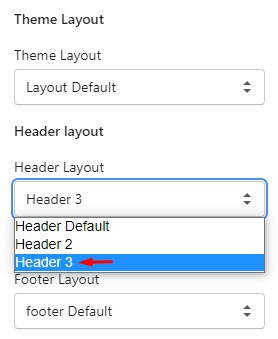 Theme Layout
Theme Layout
Layout Default
Header layout
Header Layout
Header 3
Header Default
Header 2
Header 3
Footer Layout
footer Default